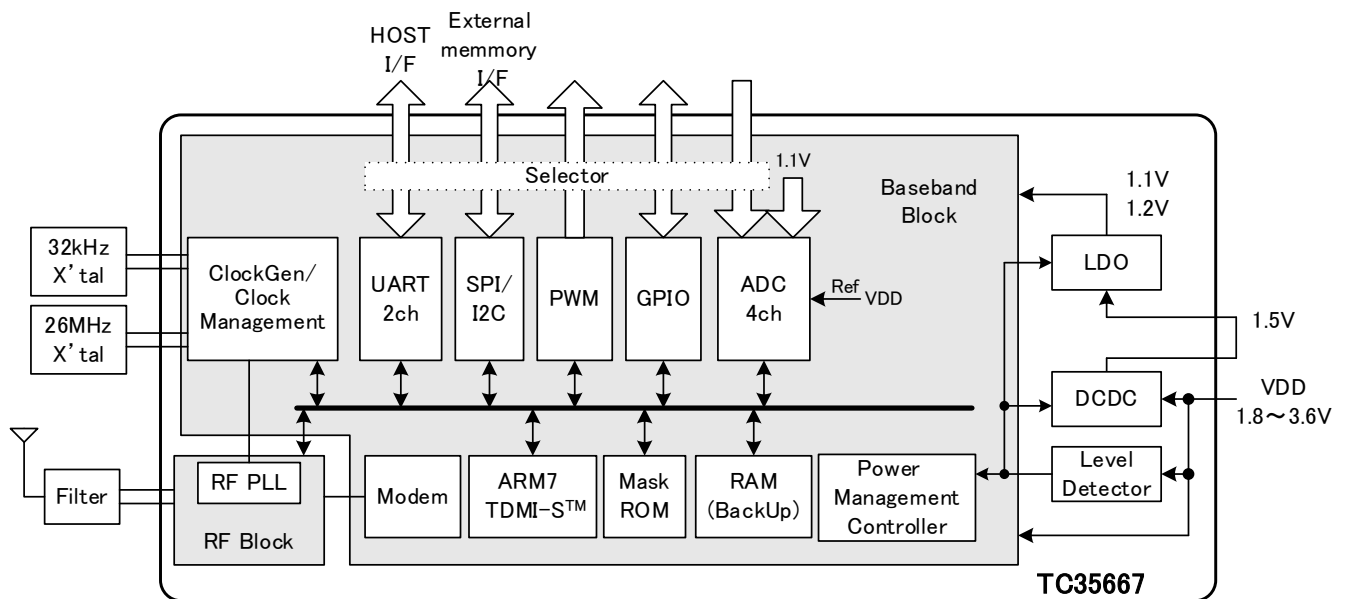 HOST
I/F
External
memmory
I/F
Selector
1.1V
Baseband
Block
1.1V
1.2V
32kHz
X'tal
ClockGen/
Clock
Management
UART
2ch
SPI/
I2C
PWM
GPIO
ADC
4ch
Ref
VDD
LDO
26MHz
X'tal
1.5V
DCDC
VDD
1.8～3.6V
Filter
RF PLL
RF Block
Modem
ARM7
TDMI-S™
Mask
ROM
RAM
(BackUp)
Power
Management
Controller
Level
Detector
TC35667